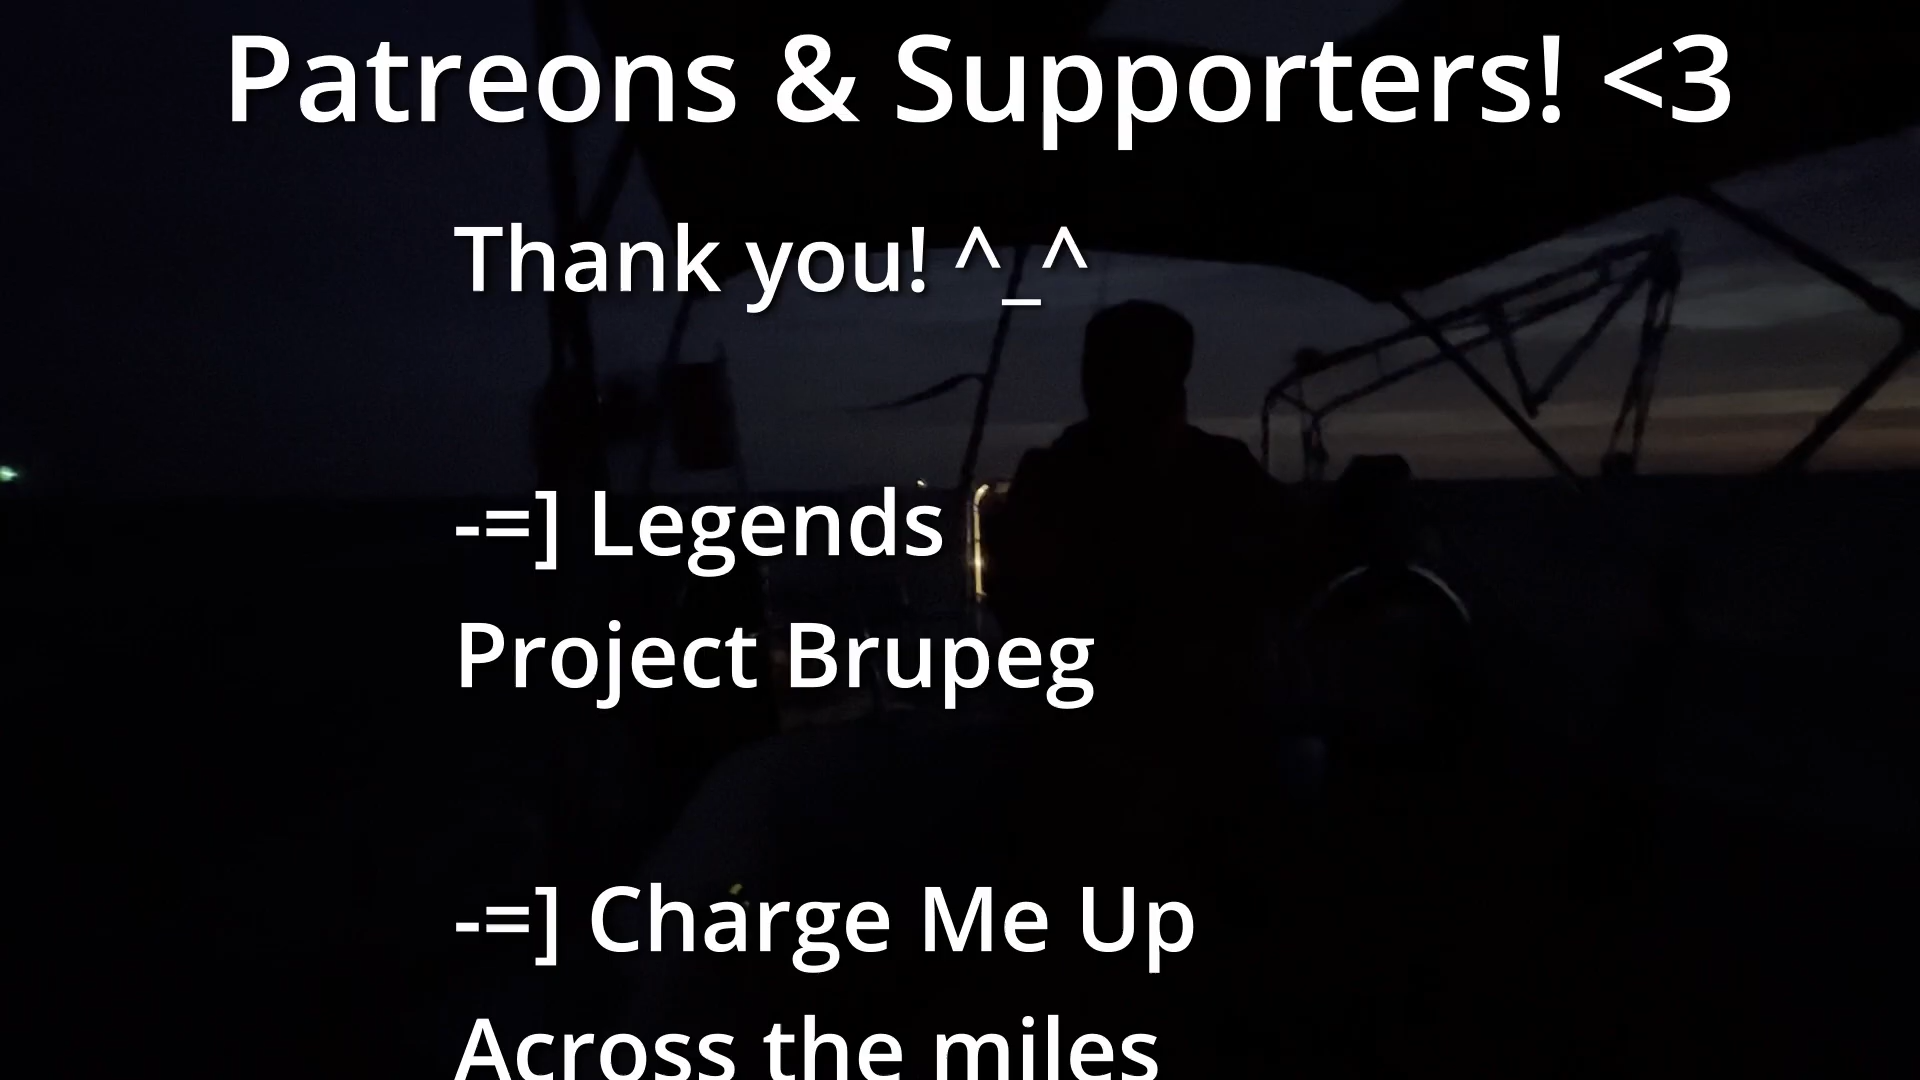 Patreons & Supporters! <3
Thank you! ^_^
-=] Legends
Project Brupeg
-=] Charge Me Up
Across the miles